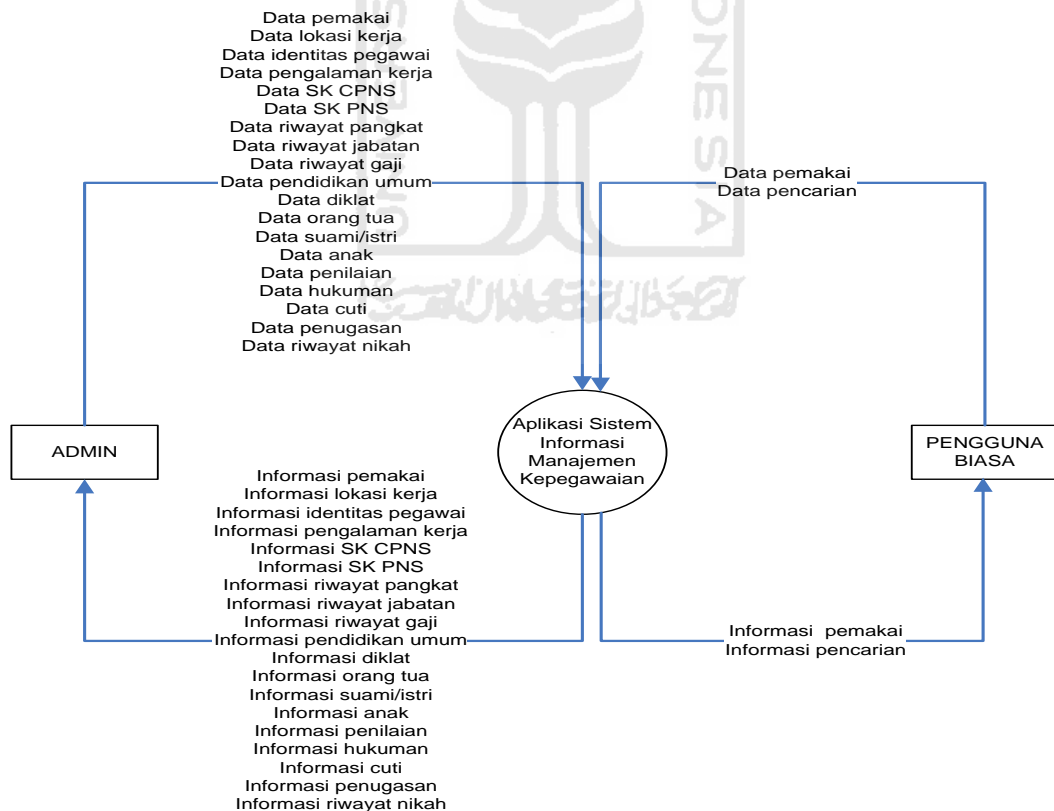 Data pemakai
Data lokasi kerja
Data identitas pegawai
Data pengalaman kerja
Data SK CPNS
Data SK PNS
Data riwayat pangkat
Data riwayat jabatan
Data riwayat gaji
Data pendidikan umum
Data diklat
Data orang tua
Data suami/istri
Data anak
Data penilaian
Data hukuman
Data cuti
Data penugasan
Data riwayat nikah
Data pemakai
Data pencarian
ADMIN
Aplikasi Sistem
Informasi
Manajemen
Kepegawaian
PENGGUNA
BIASA
Informasi pemakai
Informasi lokasi kerja
Informasi identitas pegawai
Informasi pengalaman kerja
Informasi SK CPNS
Informasi SK PNS
Informasi riwayat pangkat
Informasi riwayat jabatan
Informasi riwayat gaji
Informasi pendidikan umum
Informasi diklat
Informasi orang tua
Informasi suami/istri
Informasi anak
Informasi penilaian
Informasi hukuman
Informasi cuti
Informasi penugasan
Informasi riwayat nikah
Informasi  pemakai
Informasi pencarian
ONESIA